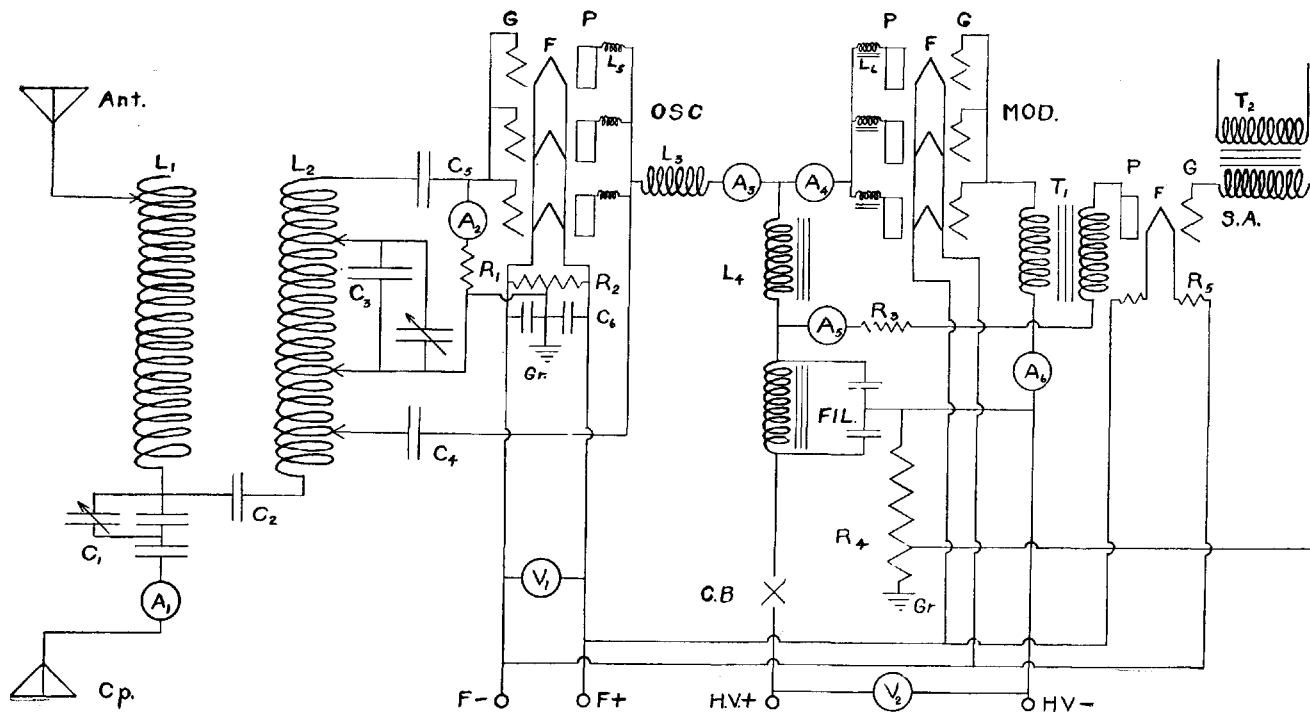 G
F
P
P
F
G
Ant.
L₅
OSC
L₆
MOD.
T₂
L₁
L₂
C₅
L₃
A₃
A₄
T₁
P
F
G
S.A.
A₂
R₁
R₂
C₃
L₄
R₅
C₆
Gr.
A₅
R₃
A₆
FIL.
C₄
C₂
C₁
R₄
A₁
V₁
C.B
Gr
Cp.
F-
F+
H.V.+
V₂
HV-